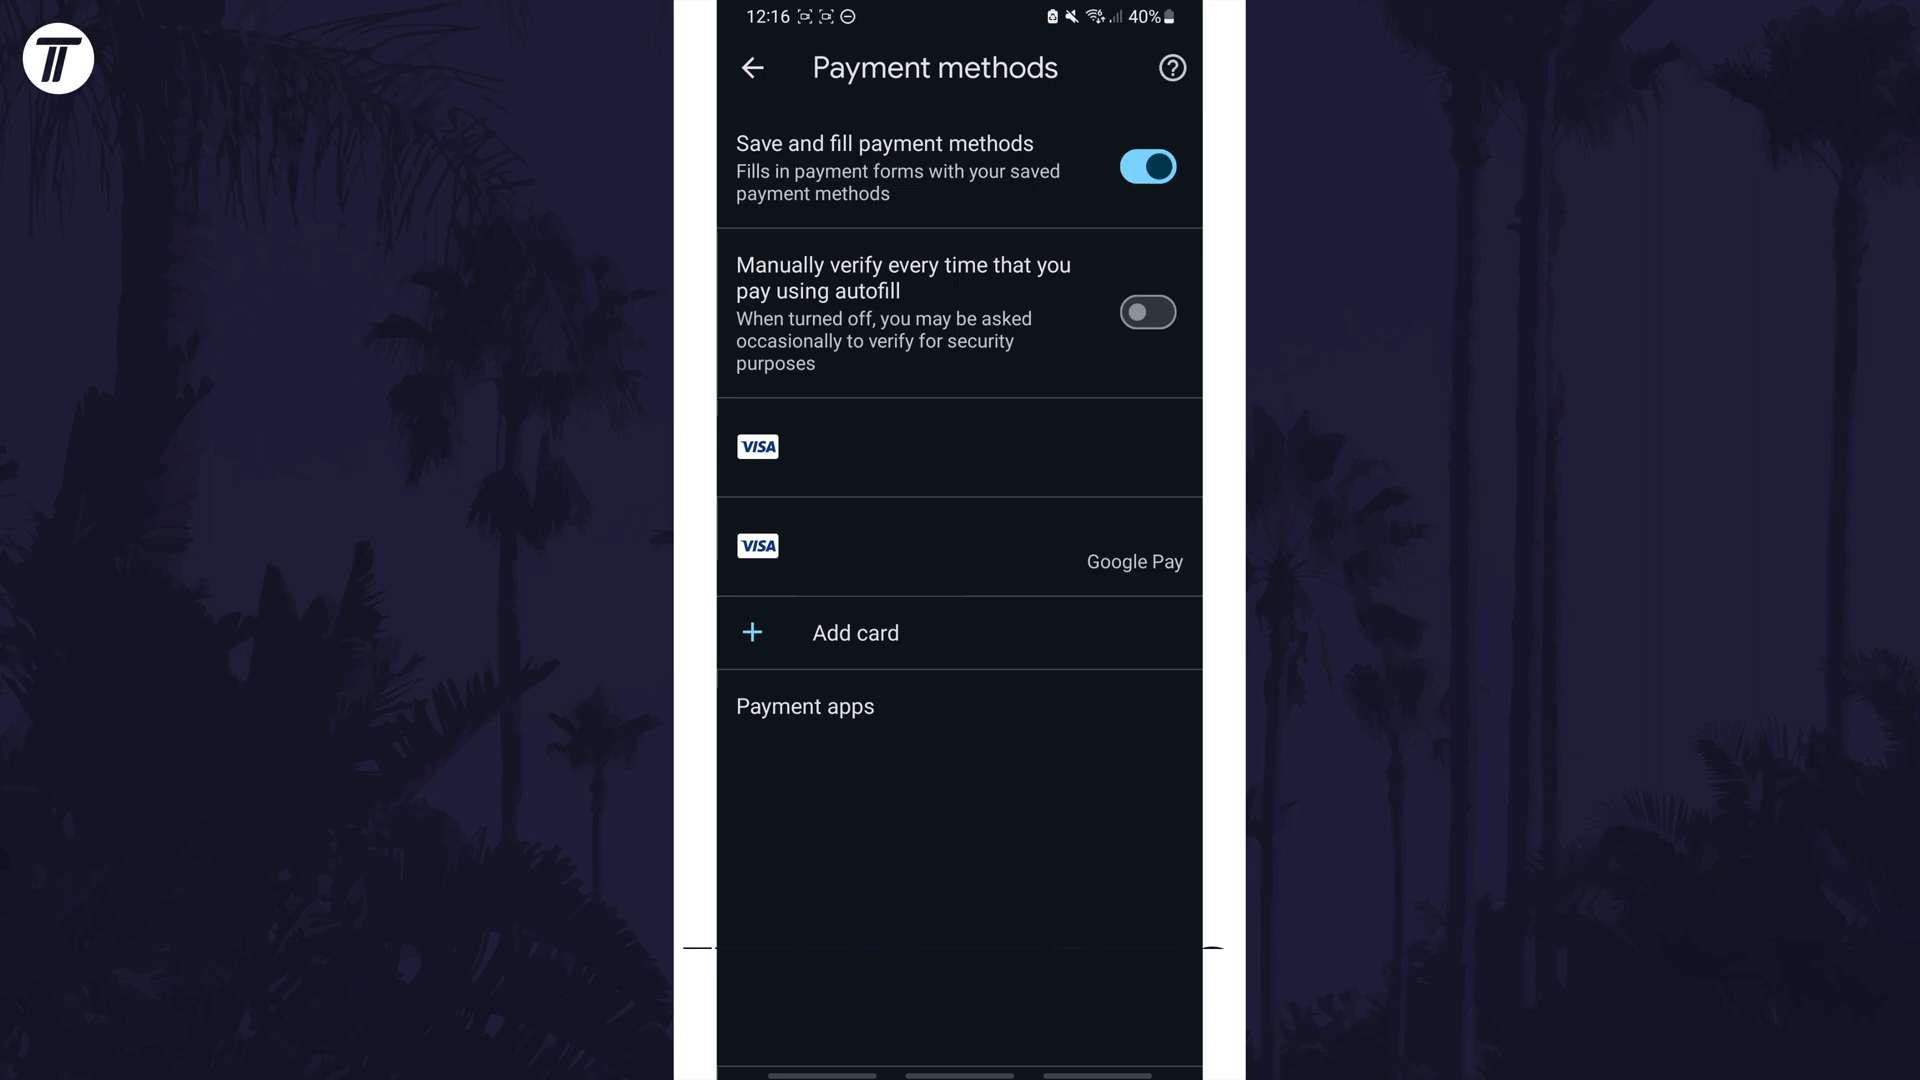 12:16
40%
Payment methods
Save and fill payment methods
Fills in payment forms with your saved
payment methods
Manually verify every time that you
pay using autofill
When turned off, you may be asked
occasionally to verify for security
purposes
VISA
VISA
Google Pay
Add card
Payment apps